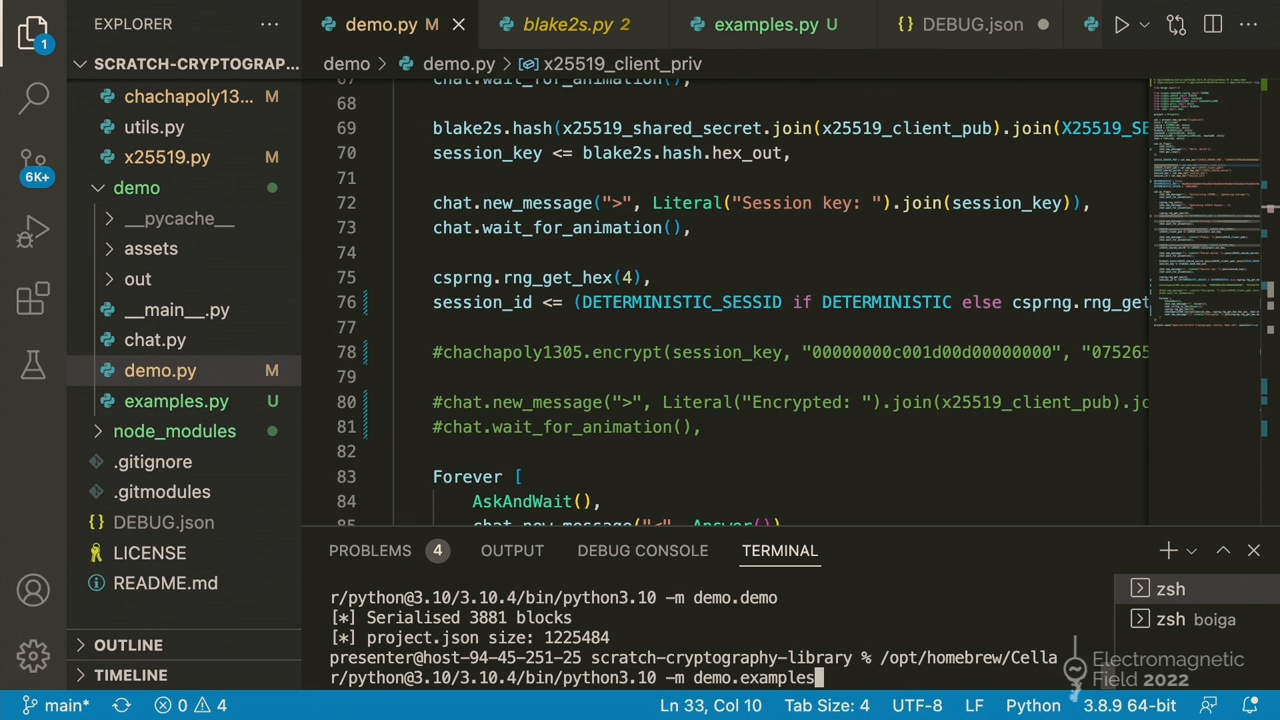 EXPLORER
demo.py M
blake2s.py 2
examples.py U
{} DEBUG.json
SCRATCH-CRYPTOGRAP...
demo > demo.py > x25519_client_priv
chachapoly13... M
utils.py
x25519.py M
demo
__pycache__
assets
out
__main__.py
chat.py
demo.py M
examples.py U
node_modules
.gitignore
.gitmodules
{} DEBUG.json
LICENSE
README.md
OUTLINE
TIMELINE
1
6K+
67 chat.wait_for_animation(),
68
69 blake2s.hash(x25519_shared_secret.join(x25519_client_pub).join(X25519_SE
70 session_key <= blake2s.hash.hex_out,
71
72 chat.new_message(">", Literal("Session key: ").join(session_key)),
73 chat.wait_for_animation(),
74
75 csprng.rng_get_hex(4),
76 session_id <= (DETERMINISTIC_SESSID if DETERMINISTIC else csprng.rng_get
77
78 #chachapoly1305.encrypt(session_key, "00000000c001d00d00000000", "075265
79
80 #chat.new_message(">", Literal("Encrypted: ").join(x25519_client_pub).jo
81 #chat.wait_for_animation(),
82
83 Forever [
84 AskAndWait(),
85 chat.new_message("<", Answer())
PROBLEMS 4 OUTPUT DEBUG CONSOLE TERMINAL
r/python@3.10/3.10.4/bin/python3.10 -m demo.demo
[*] Serialised 3881 blocks
[*] project.json size: 1225484
presenter@host-94-45-251-25 scratch-cryptography-library % /opt/homebrew/Cella
r/python@3.10/3.10.4/bin/python3.10 -m demo.examples
zsh
zsh boiga
Electromagnetic
Field 2022
main* 0 4 Ln 33, Col 10 Tab Size: 4 UTF-8 LF Python 3.8.9 64-bit